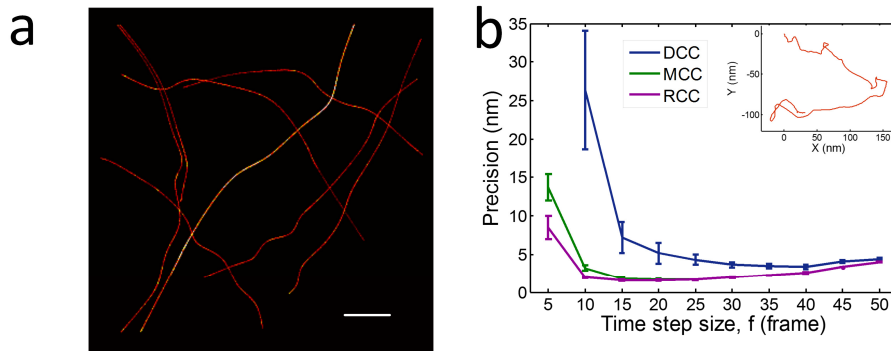 a
b
35
30
25
20
15
10
5
0
Precision (nm)
DCC
MCC
RCC
0
-50
-100
Y (nm)
0 50 100 150
X (nm)
5 10 15 20 25 30 35 40 45 50
Time step size, f (frame)